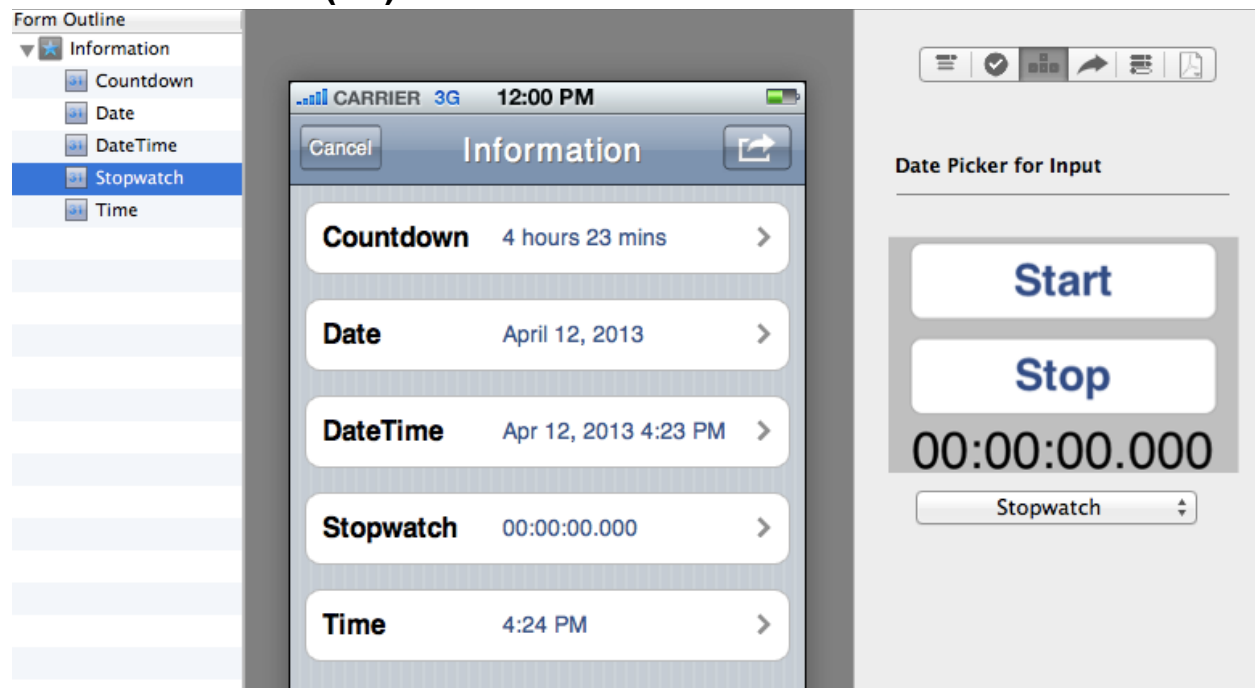 Form Outline
Information
Countdown
Date
DateTime
Stopwatch
Time
CARRIER 3G 12:00 PM
Cancel Information
Countdown 4 hours 23 mins
Date April 12, 2013
DateTime Apr 12, 2013 4:23 PM
Stopwatch 00:00:00.000
Time 4:24 PM
Date Picker for Input
Start
Stop
00:00:00.000
Stopwatch